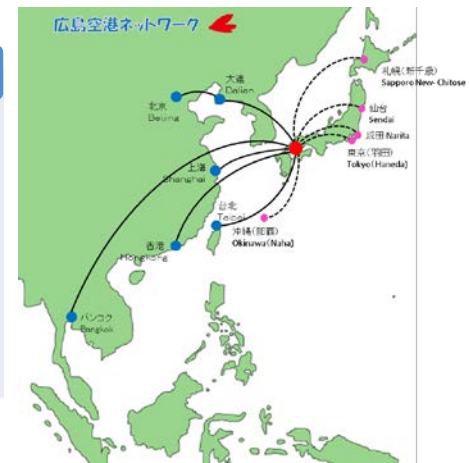 広島空港ネットワーク
札幌(新千歳)
Sapporo New-Chitose
大連
Dalian
北京
Beijing
仙台
Sendai
成田 Narita
東京(羽田)
Tokyo(Haneda)
上海
Shanghai
台北
Taipei
沖縄(那覇)
Okinawa(Naha)
香港
Hongkong
バンコク
Bangkok